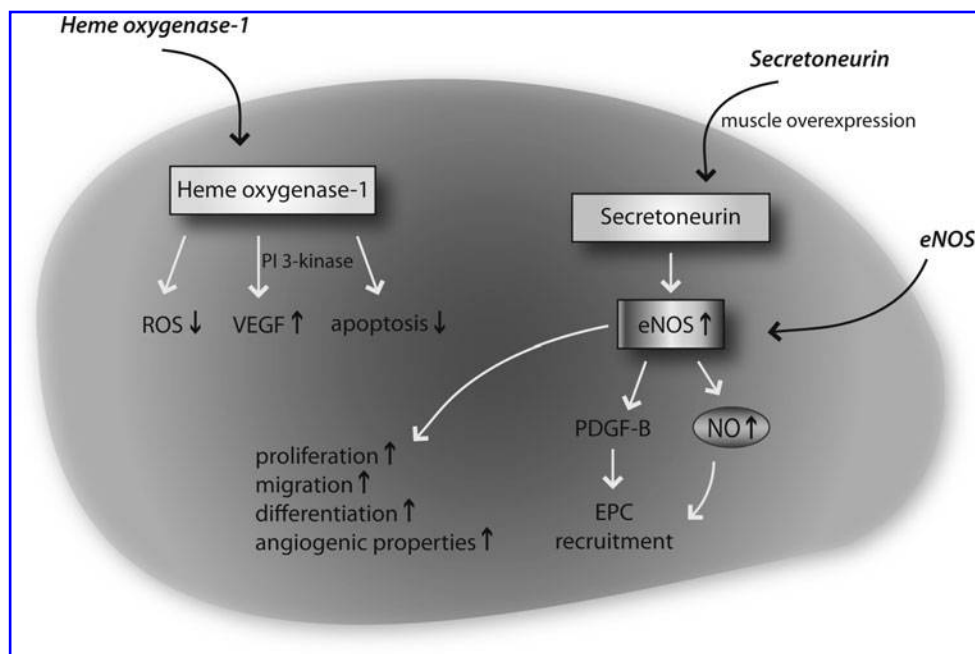 Heme oxygenase-1
Secretoneurin
muscle overexpression
Heme oxygenase-1
Secretoneurin
eNOS
PI 3-kinase
ROS ↓ VEGF ↑ apoptosis ↓
eNOS ↑
PDGF-B NO ↑
proliferation ↑
migration ↑
differentiation ↑
angiogenic properties ↑
EPC
recruitment